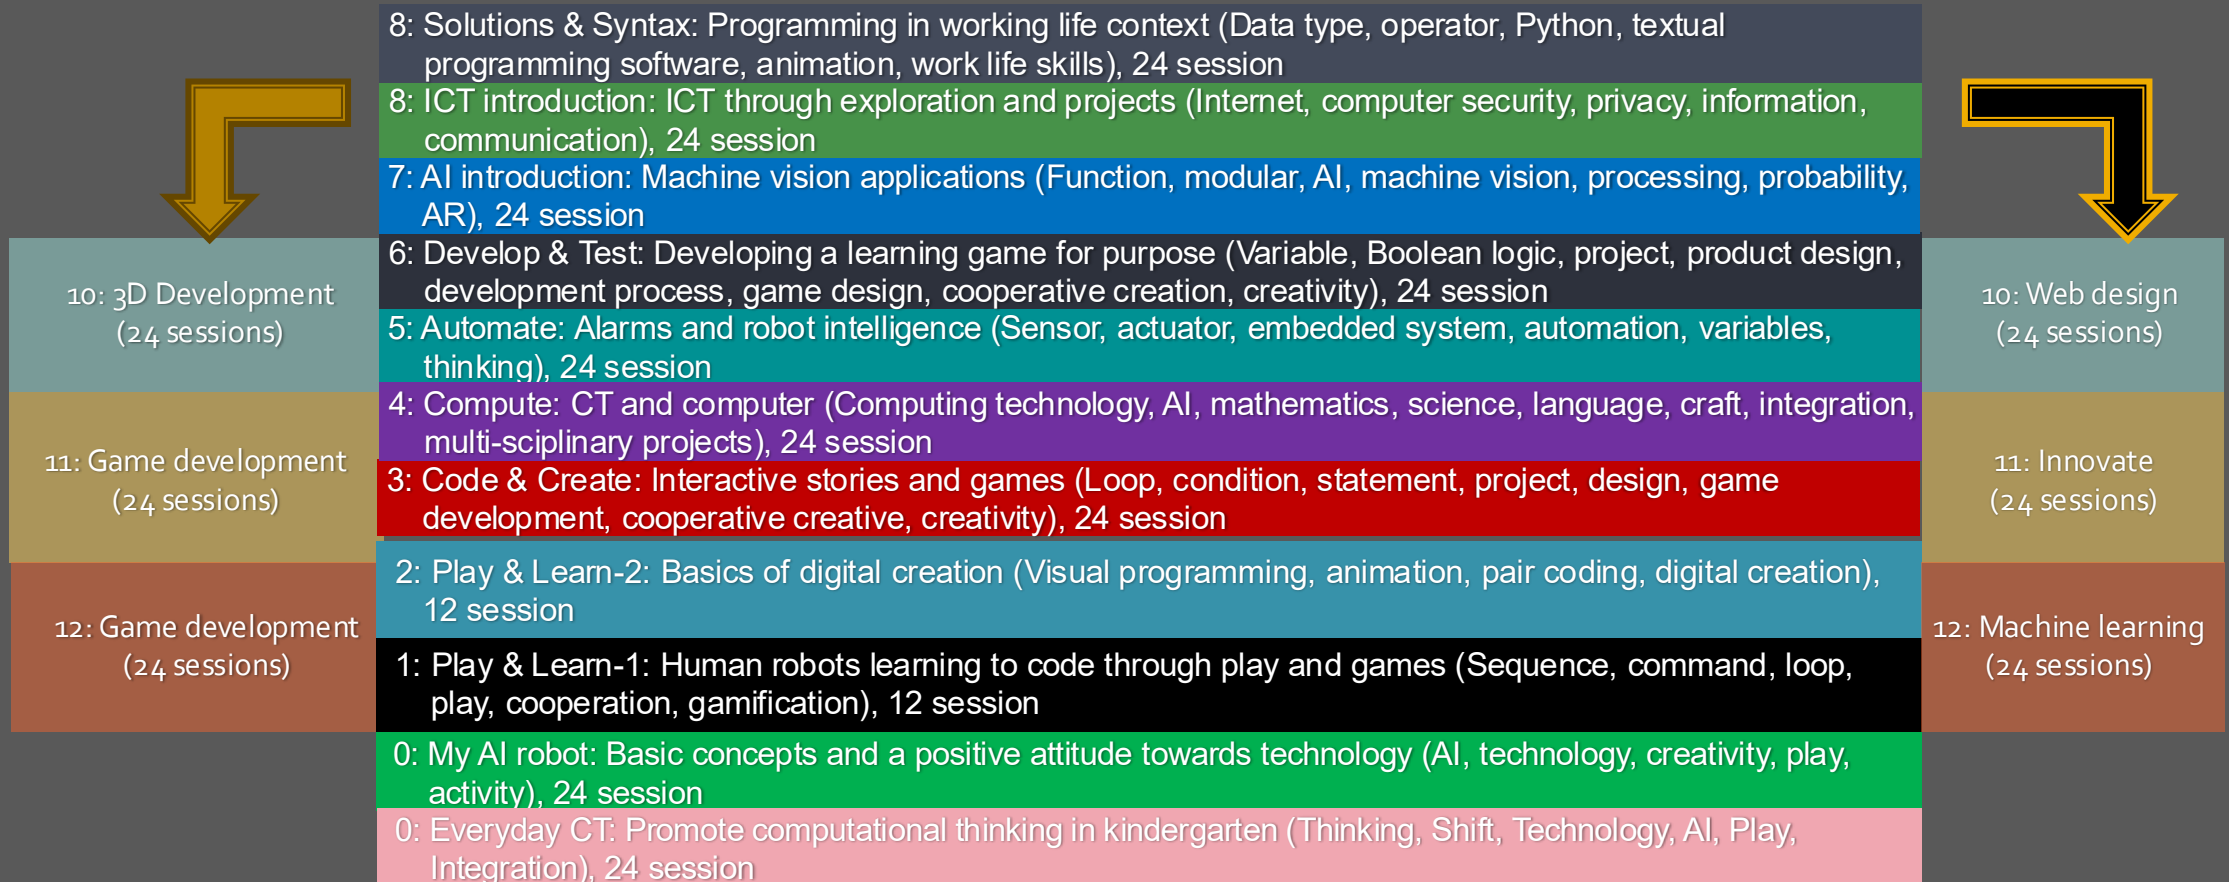 8: Solutions & Syntax: Programming in working life context (Data type, operator, Python, textual
programming software, animation, work life skills), 24 session
8: ICT introduction: ICT through exploration and projects (Internet, computer security, privacy, information,
communication), 24 session
7: AI introduction: Machine vision applications (Function, modular, AI, machine vision, processing, probability,
AR), 24 session
6: Develop & Test: Developing a learning game for purpose (Variable, Boolean logic, project, product design,
development process, game design, cooperative creation, creativity), 24 session
5: Automate: Alarms and robot intelligence (Sensor, actuator, embedded system, automation, variables,
thinking), 24 session
4: Compute: CT and computer (Computing technology, AI, mathematics, science, language, craft, integration,
multi-sciplinary projects), 24 session
3: Code & Create: Interactive stories and games (Loop, condition, statement, project, design, game
development, cooperative creative, creativity), 24 session
2: Play & Learn-2: Basics of digital creation (Visual programming, animation, pair coding, digital creation),
12 session
1: Play & Learn-1: Human robots learning to code through play and games (Sequence, command, loop,
play, cooperation, gamification), 12 session
0: My AI robot: Basic concepts and a positive attitude towards technology (AI, technology, creativity, play,
activity), 24 session
0: Everyday CT: Promote computational thinking in kindergarten (Thinking, Shift, Technology, AI, Play,
Integration), 24 session
10: 3D Development
(24 sessions)
11: Game development
(24 sessions)
12: Game development
(24 sessions)
10: Web design
(24 sessions)
11: Innovate
(24 sessions)
12: Machine learning
(24 sessions)